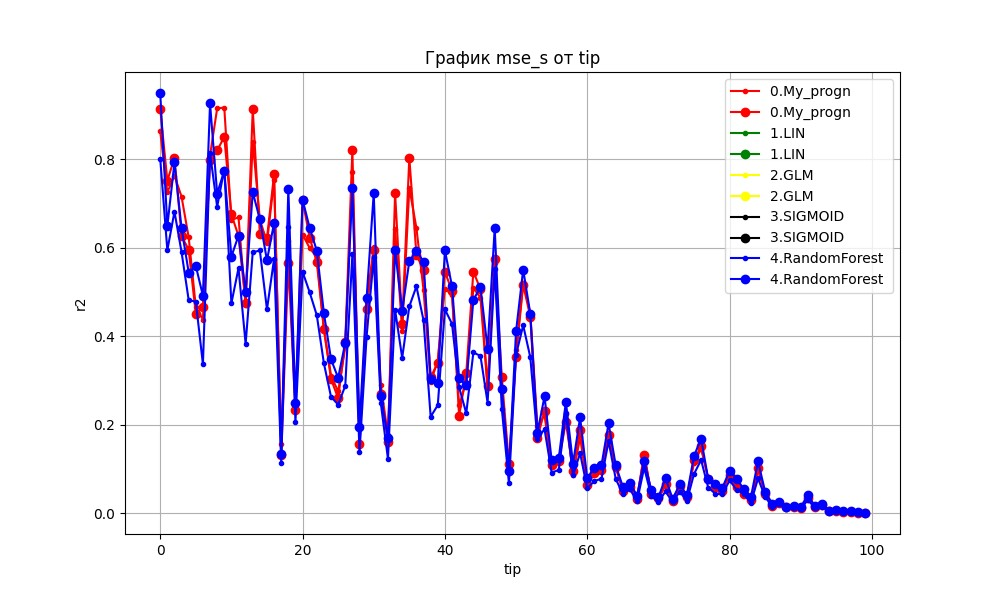 График mse_s от tip
r2
0.8
0.6
0.4
0.2
0.0
0.My_progn
0.My_progn
1.LIN
1.LIN
2.GLM
2.GLM
3.SIGMOID
3.SIGMOID
4.RandomForest
4.RandomForest
0 20 40 60 80 100
tip